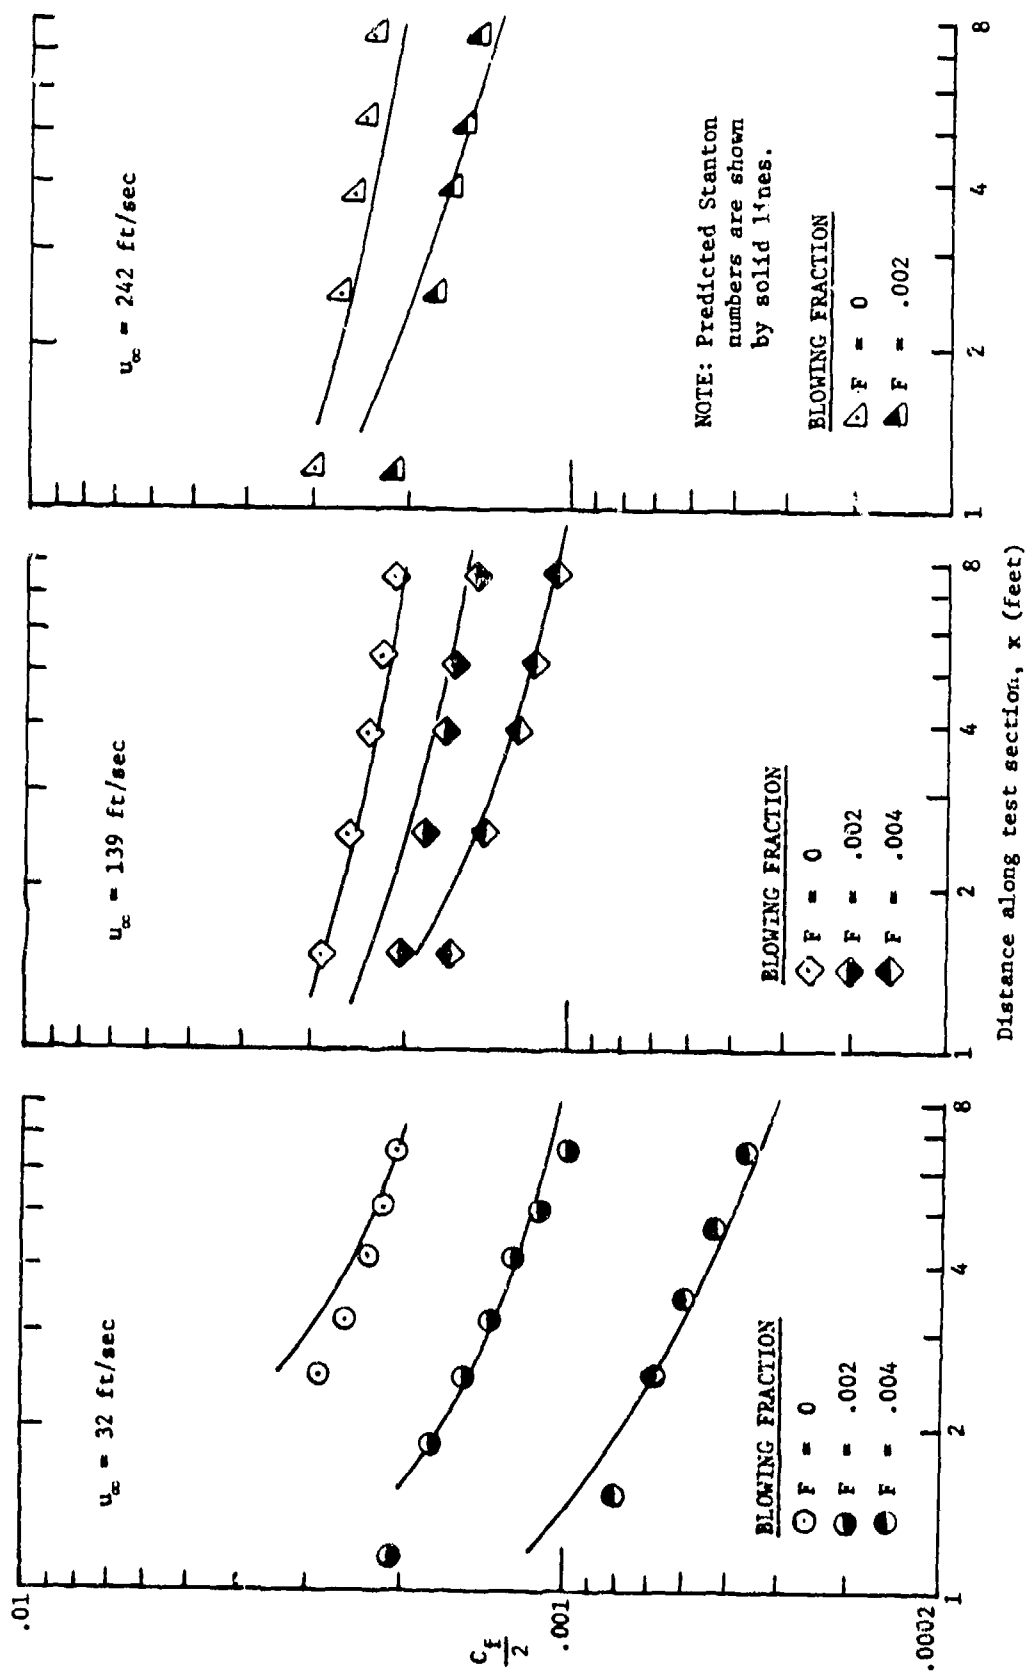 u∞ = 32 ft/sec
u∞ = 139 ft/sec
u∞ = 242 ft/sec
.01
c_f/2
.001
.0002
BLOWING FRACTION
F = 0
F = .002
F = .004
BLOWING FRACTION
F = 0
F = .002
F = .004
NOTE: Predicted Stanton
numbers are shown
by solid lines.
BLOWING FRACTION
F = 0
F = .002
1 2 4 8
1 2 4 8
1 2 4 8
Distance along test section, x (feet)